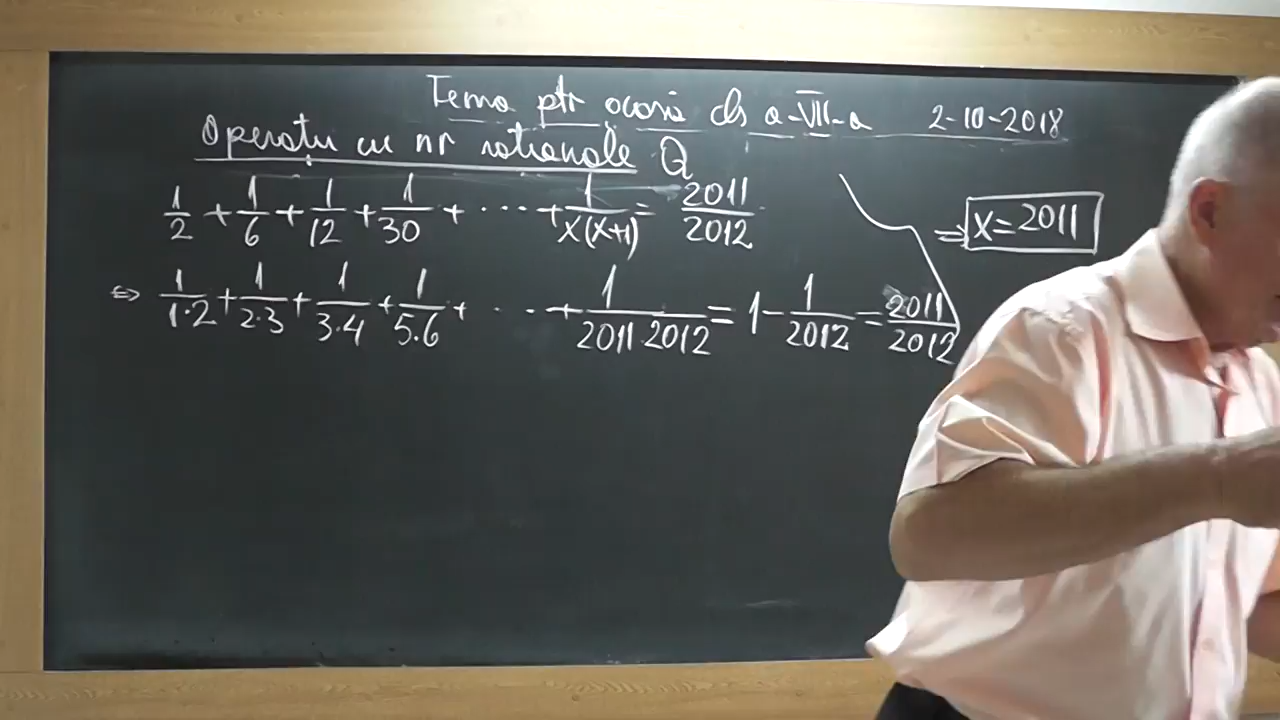 Tema ptr acasă cls a-VII-a 2-10-2018
Operatii cu nr rationale Q
1/2 + 1/6 + 1/12 + 1/30 + ... + 1/x(x+1) = 2011/2012
⇒ x = 2011
⇔ 1/1·2 + 1/2·3 + 1/3·4 + 1/5·6 + ... + 1/2011·2012 = 1 - 1/2012 = 2011/2012